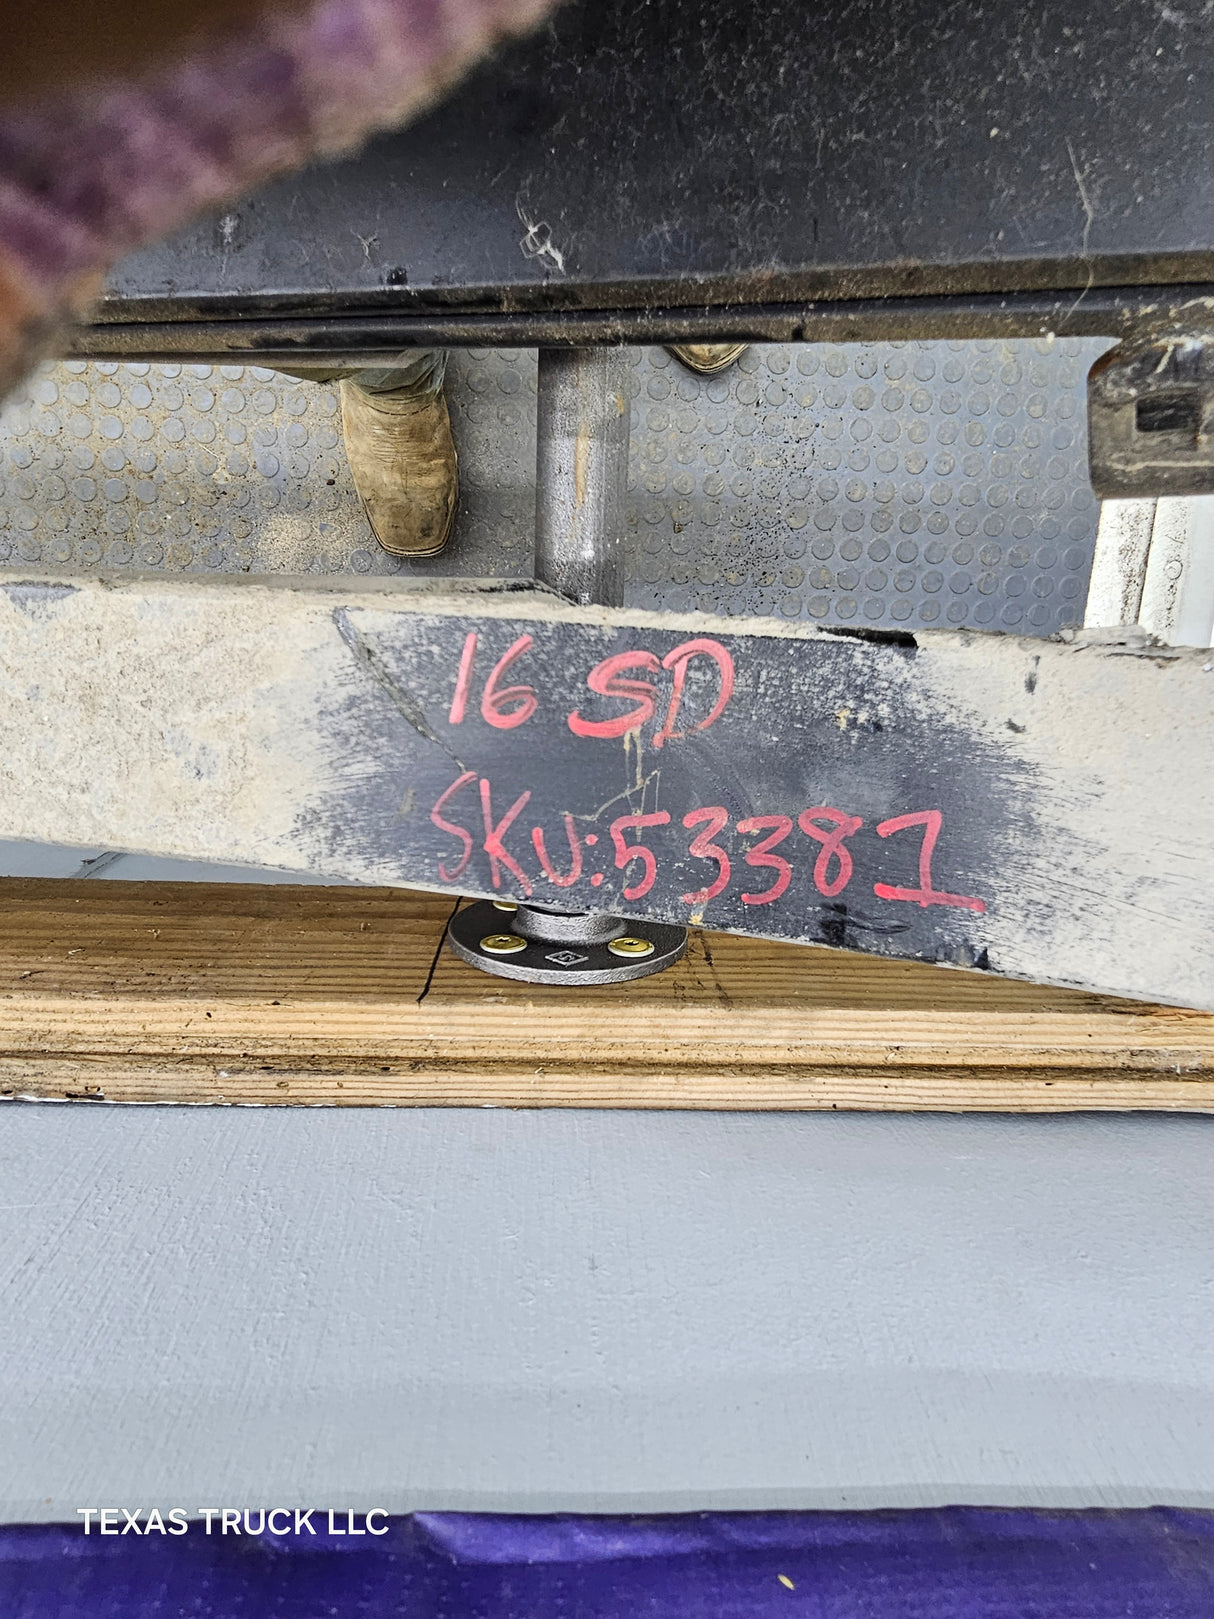 16 SD
SKU:53381
TEXAS TRUCK LLC